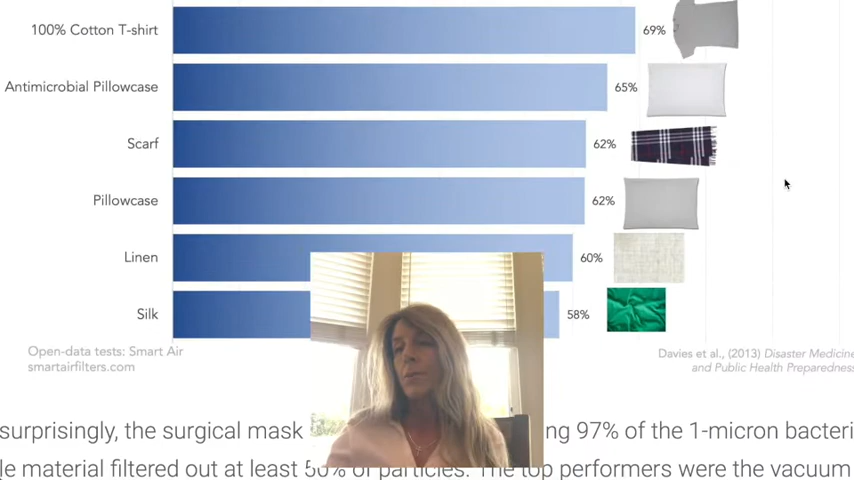 100% Cotton T-shirt 69%
Antimicrobial Pillowcase 65%
Scarf 62%
Pillowcase 62%
Linen 60%
Silk 58%
Open-data tests: Smart Air
smartairfilters.com
Davies et al., (2013) Disaster Medicine
and Public Health Preparedness
surprisingly, the surgical mask ng 97% of the 1-micron bacteri
le material filtered out at least 50% of particles. The top performers were the vacuum